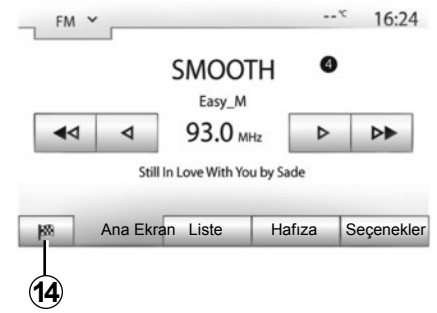 FM --°C 16:24
SMOOTH 4
Easy_M
93.0 MHz
Still In Love With You by Sade
Ana Ekran Liste Hafıza Seçenekler
14